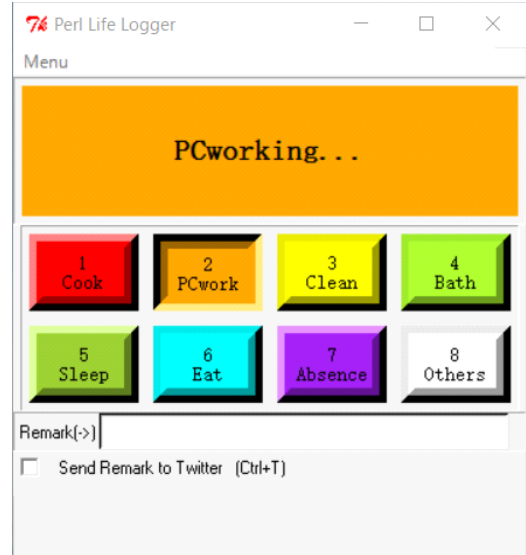 Perl Life Logger
Menu
PCworking...
1
Cook
2
PCwork
3
Clean
4
Bath
5
Sleep
6
Eat
7
Absence
8
Others
Remark(->)
Send Remark to Twitter (Ctrl+T)